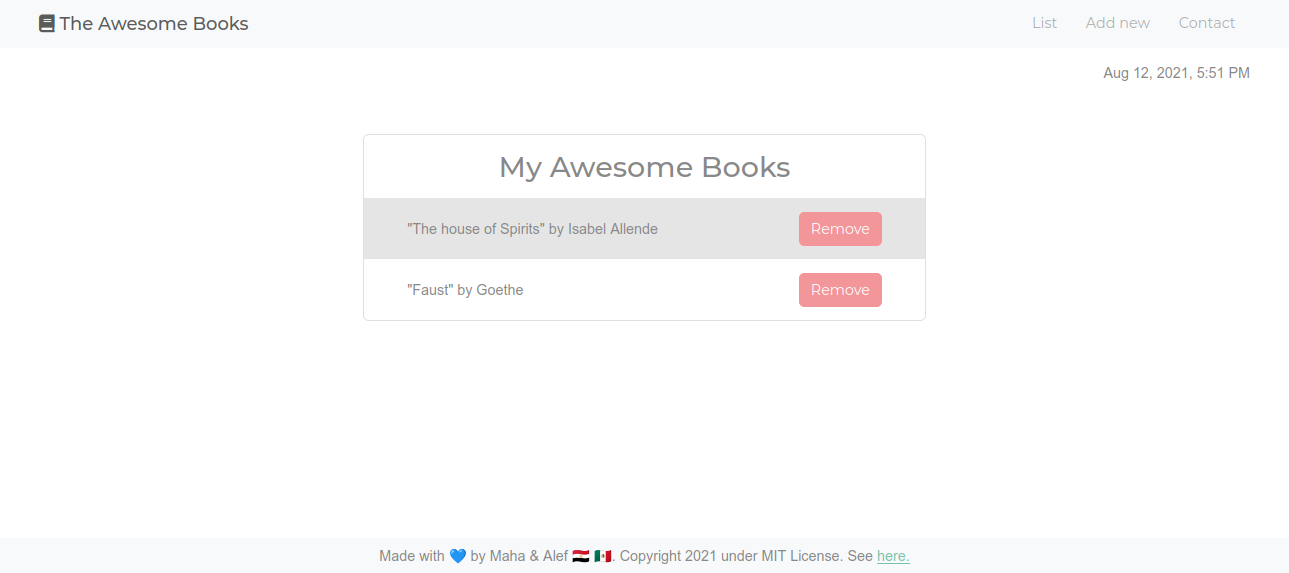 The Awesome Books
List Add new Contact
Aug 12, 2021, 5:51 PM
My Awesome Books
"The house of Spirits" by Isabel Allende Remove
"Faust" by Goethe Remove
Made with 💙 by Maha & Alef 🇪🇬 🇲🇽. Copyright 2021 under MIT License. See here.